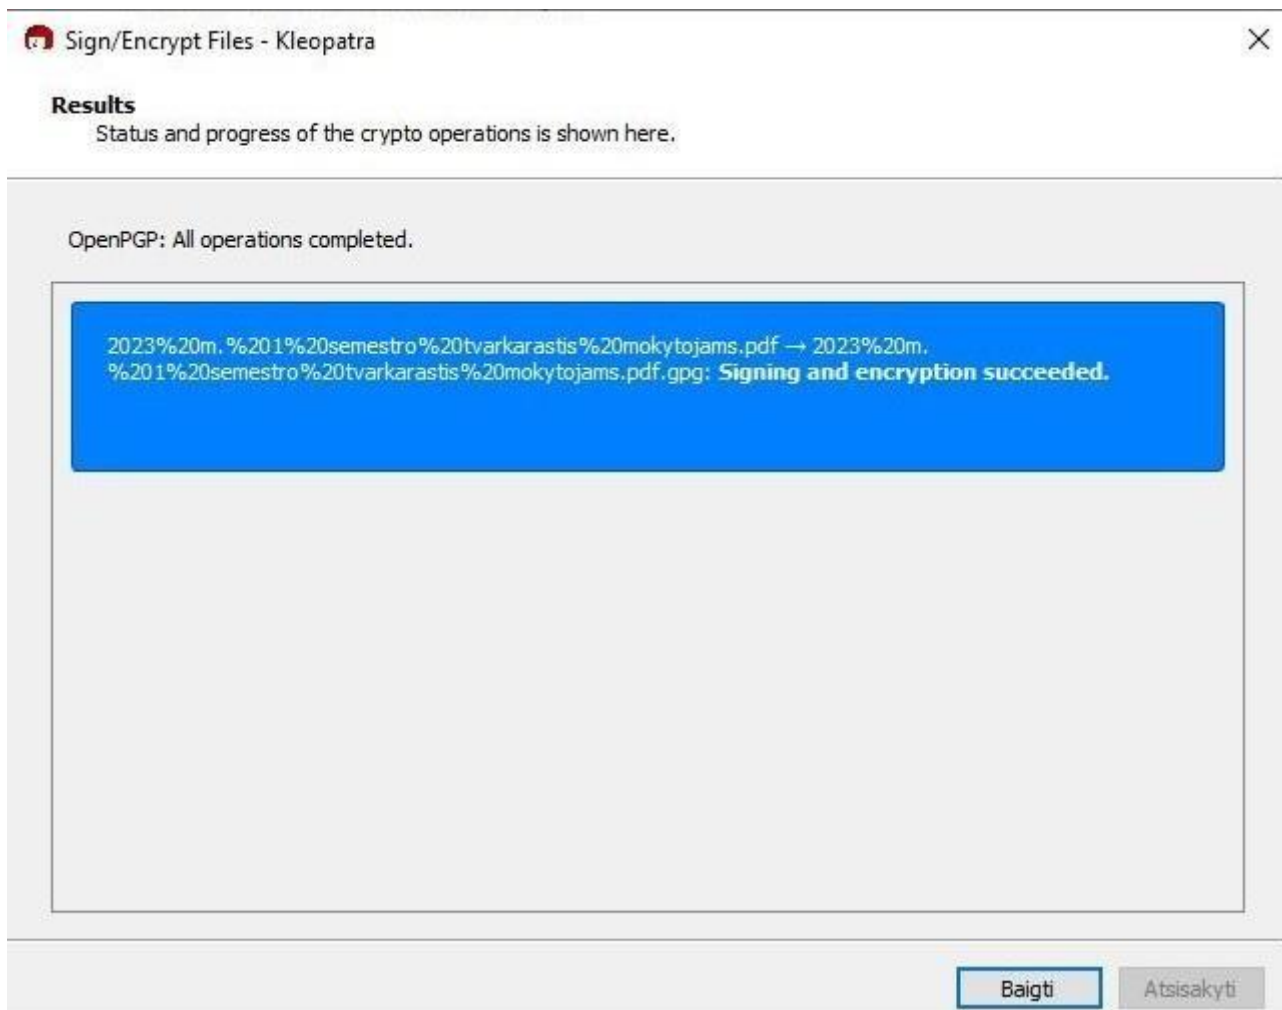 Sign/Encrypt Files - Kleopatra
Results
Status and progress of the crypto operations is shown here.
OpenPGP: All operations completed.
2023%20m.%201%20semestro%20tvarkarastis%20mokytojams.pdf → 2023%20m.
%201%20semestro%20tvarkarastis%20mokytojams.pdf.gpg: Signing and encryption succeeded.
Baigti
Atsisakyti